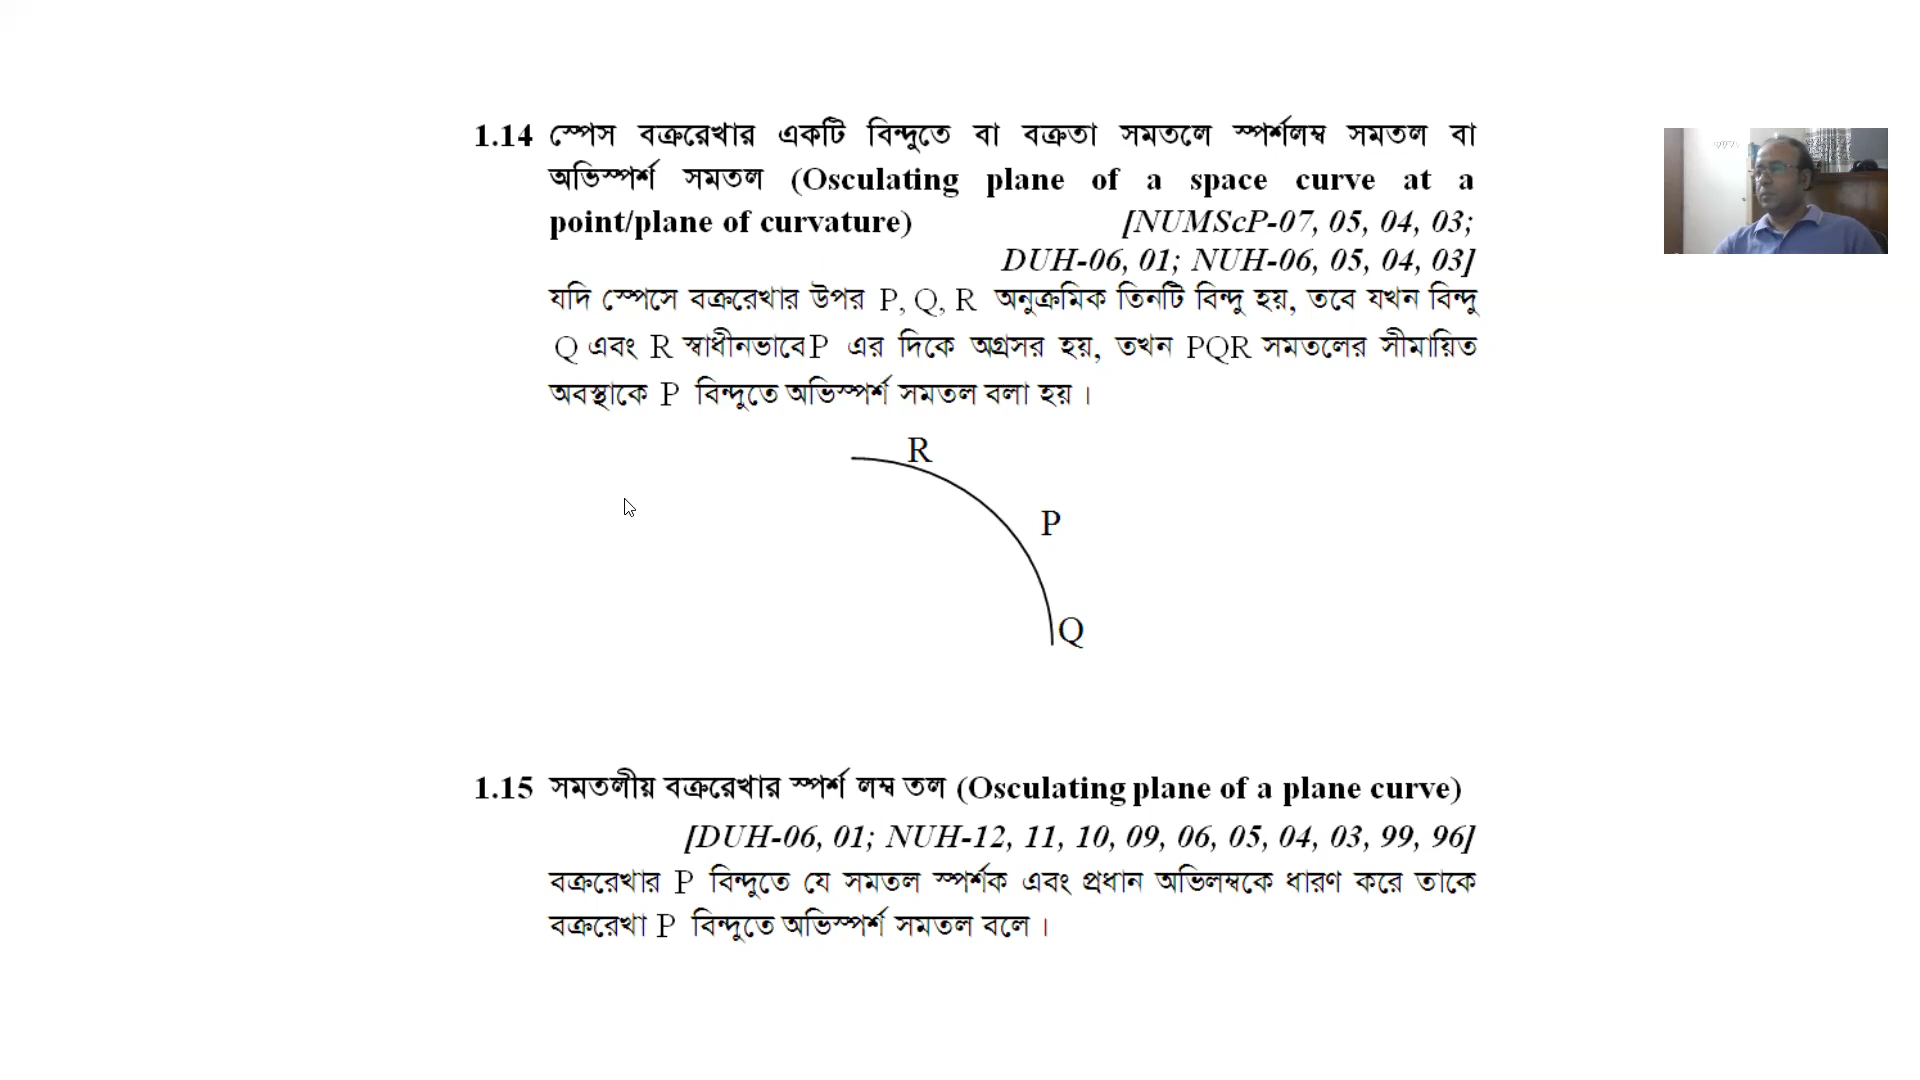 1.14 স্পেস বক্ররেখার একটি বিন্দুতে বা বক্রতা সমতলে স্পর্শলম্ব সমতল বা
অভিস্পর্শ সমতল (Osculating plane of a space curve at a
point/plane of curvature) [NUMScP-07, 05, 04, 03;
DUH-06, 01; NUH-06, 05, 04, 03]
যদি স্পেসে বক্ররেখার উপর P, Q, R অনুক্রমিক তিনটি বিন্দু হয়, তবে যখন বিন্দু
Q এবং R স্বাধীনভাবেP এর দিকে অগ্রসর হয়, তখন PQR সমতলের সীমায়িত
অবস্থাকে P বিন্দুতে অভিস্পর্শ সমতল বলা হয় ।
R
P
Q
1.15 সমতলীয় বক্ররেখার স্পর্শ লম্ব তল (Osculating plane of a plane curve)
[DUH-06, 01; NUH-12, 11, 10, 09, 06, 05, 04, 03, 99, 96]
বক্ররেখার P বিন্দুতে যে সমতল স্পর্শক এবং প্রধান অভিলম্বকে ধারণ করে তাকে
বক্ররেখা P বিন্দুতে অভিস্পর্শ সমতল বলে ।